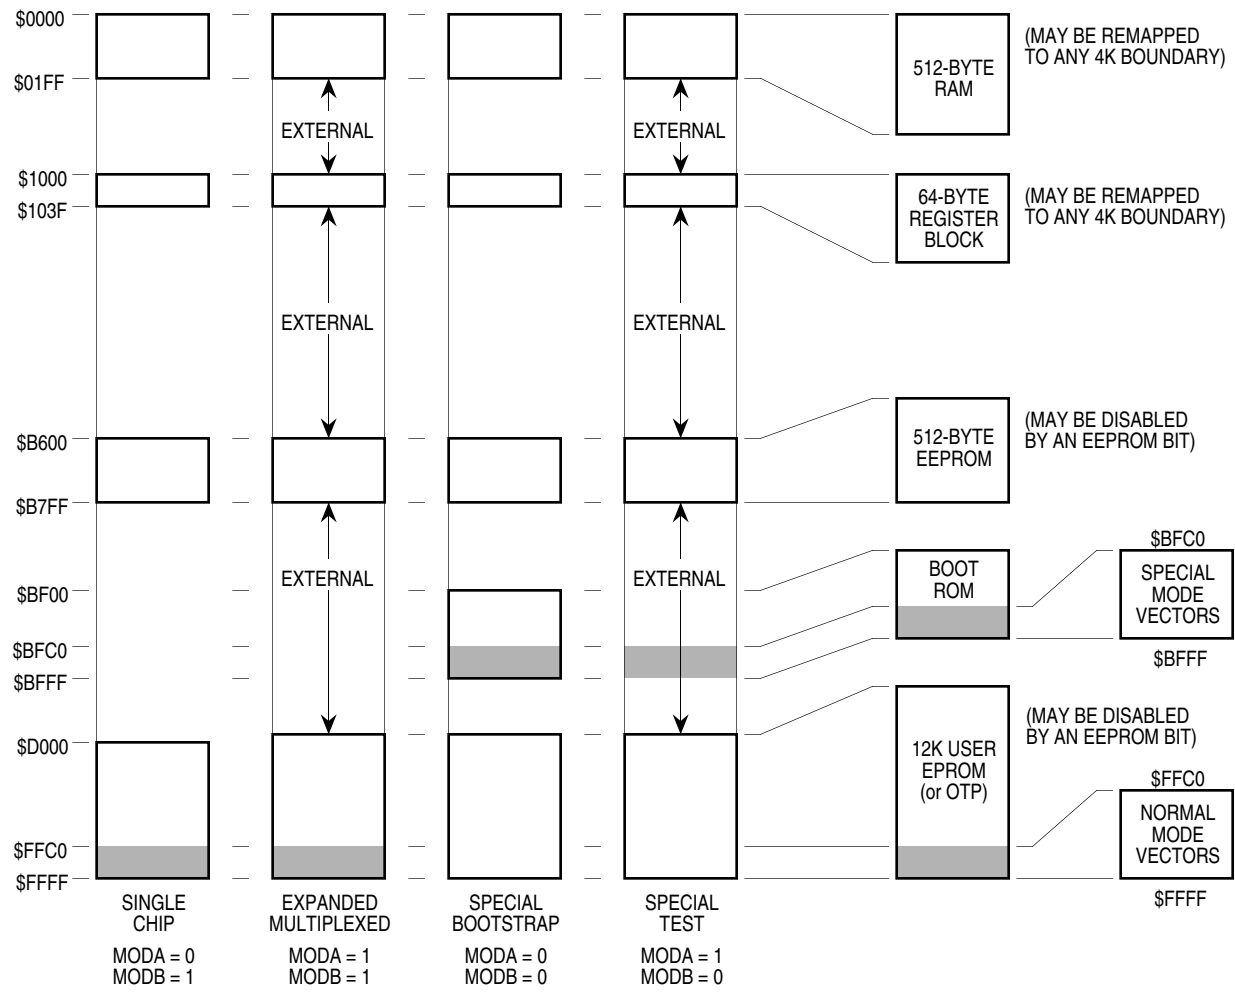 $0000
$01FF
EXTERNAL
EXTERNAL
512-BYTE
RAM
(MAY BE REMAPPED
TO ANY 4K BOUNDARY)
$1000
$103F
64-BYTE
REGISTER
BLOCK
(MAY BE REMAPPED
TO ANY 4K BOUNDARY)
EXTERNAL
EXTERNAL
$B600
$B7FF
512-BYTE
EEPROM
(MAY BE DISABLED
BY AN EEPROM BIT)
EXTERNAL
EXTERNAL
$BF00
$BFC0
$BFFF
BOOT
ROM
$BFC0
SPECIAL
MODE
VECTORS
$BFFF
$D000
$FFC0
$FFFF
12K USER
EPROM
(or OTP)
(MAY BE DISABLED
BY AN EEPROM BIT)
$FFC0
NORMAL
MODE
VECTORS
$FFFF
SINGLE
CHIP
MODA = 0
MODB = 1
EXPANDED
MULTIPLEXED
MODA = 1
MODB = 1
SPECIAL
BOOTSTRAP
MODA = 0
MODB = 0
SPECIAL
TEST
MODA = 1
MODB = 0